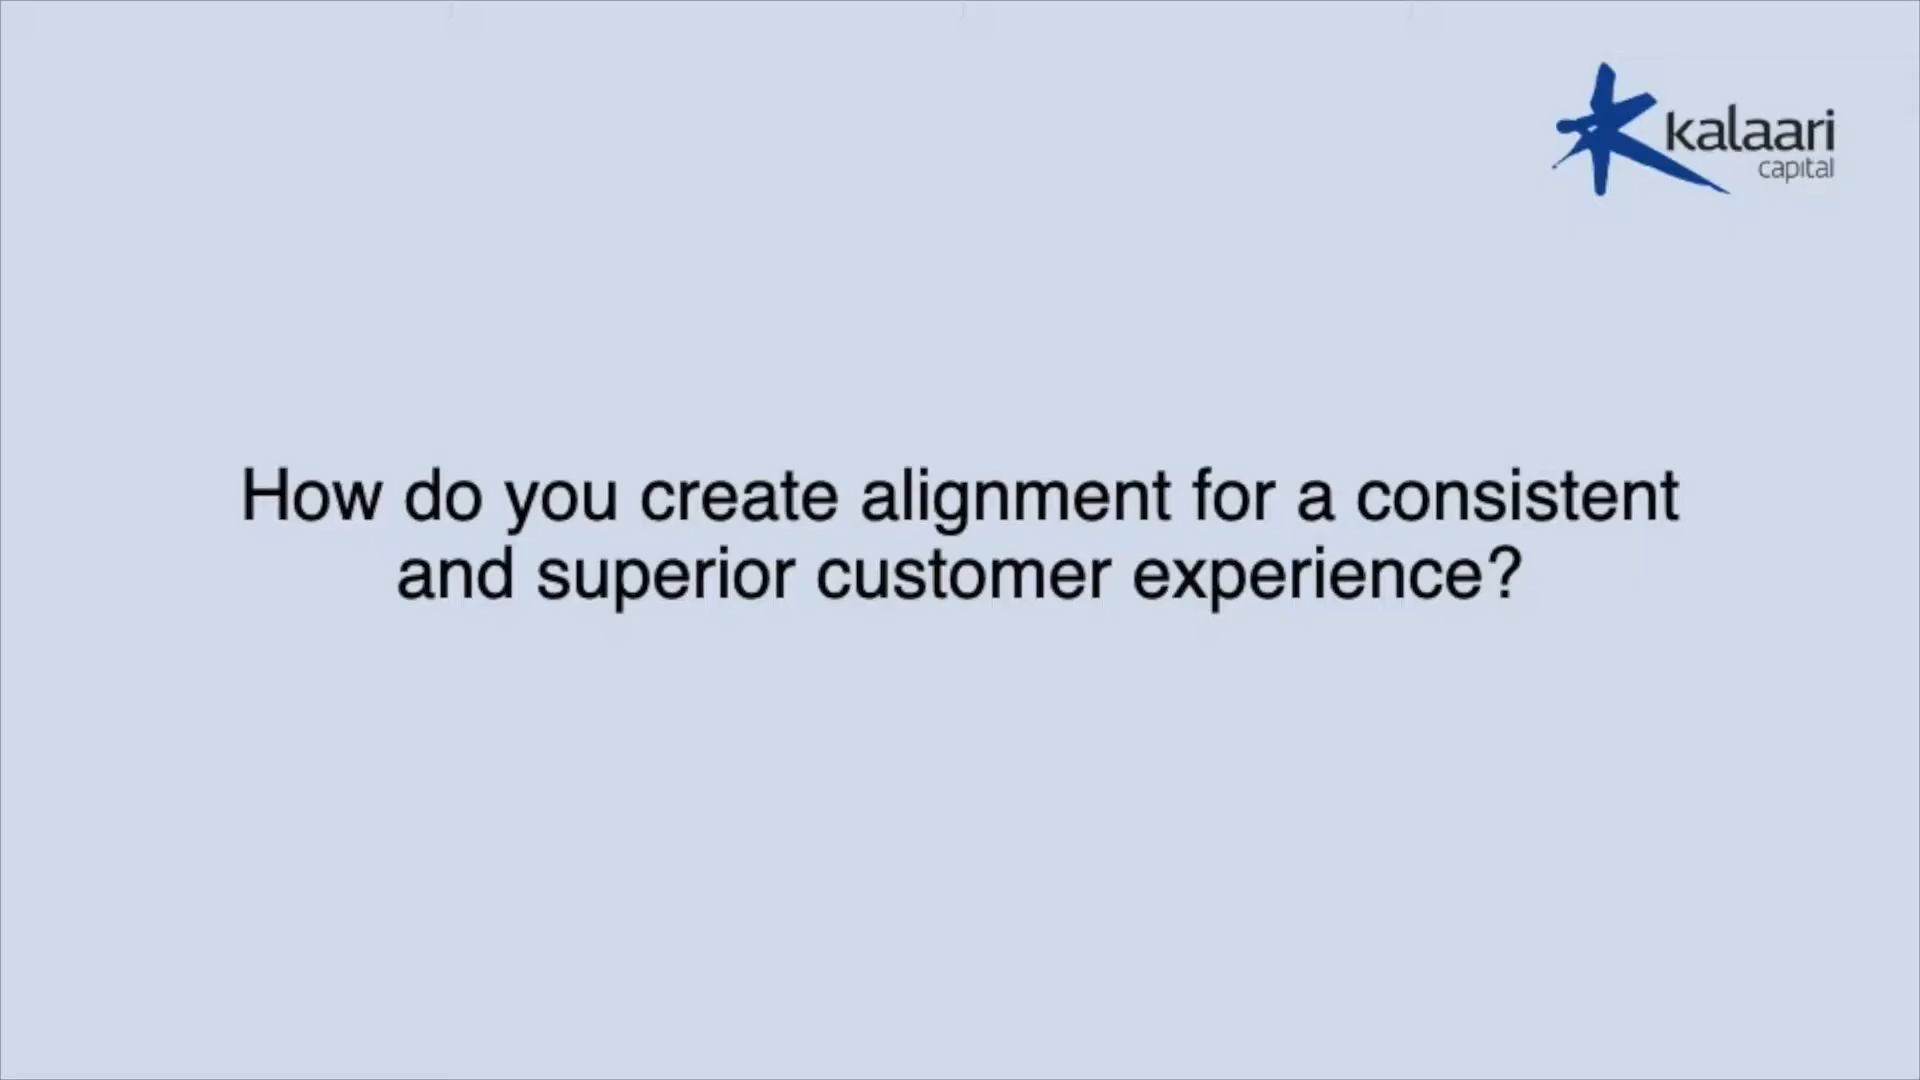 kalaari
capital
How do you create alignment for a consistent
and superior customer experience?